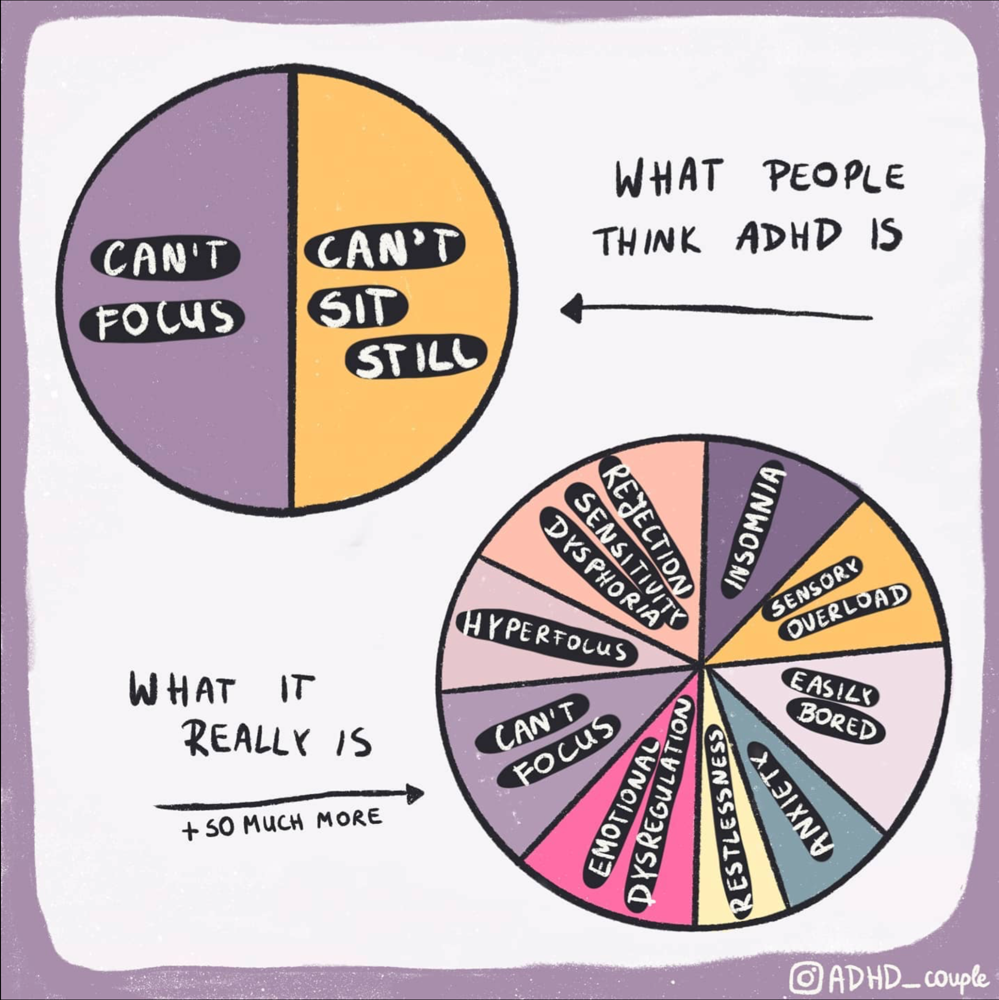 WHAT PEOPLE
THINK ADHD IS
CAN'T
FOCUS
CAN'T
SIT
STILL
WHAT IT
REALLY IS
+ SO MUCH MORE
INSOMNIA
SENSORY
OVERLOAD
EASILY
BORED
ANXIETY
RESTLESSNESS
EMOTIONAL
DYSREGULATION
CAN'T
FOCUS
HYPERFOCUS
REJECTION
SENSITIVITY
DYSPHORIA
ADHD_couple